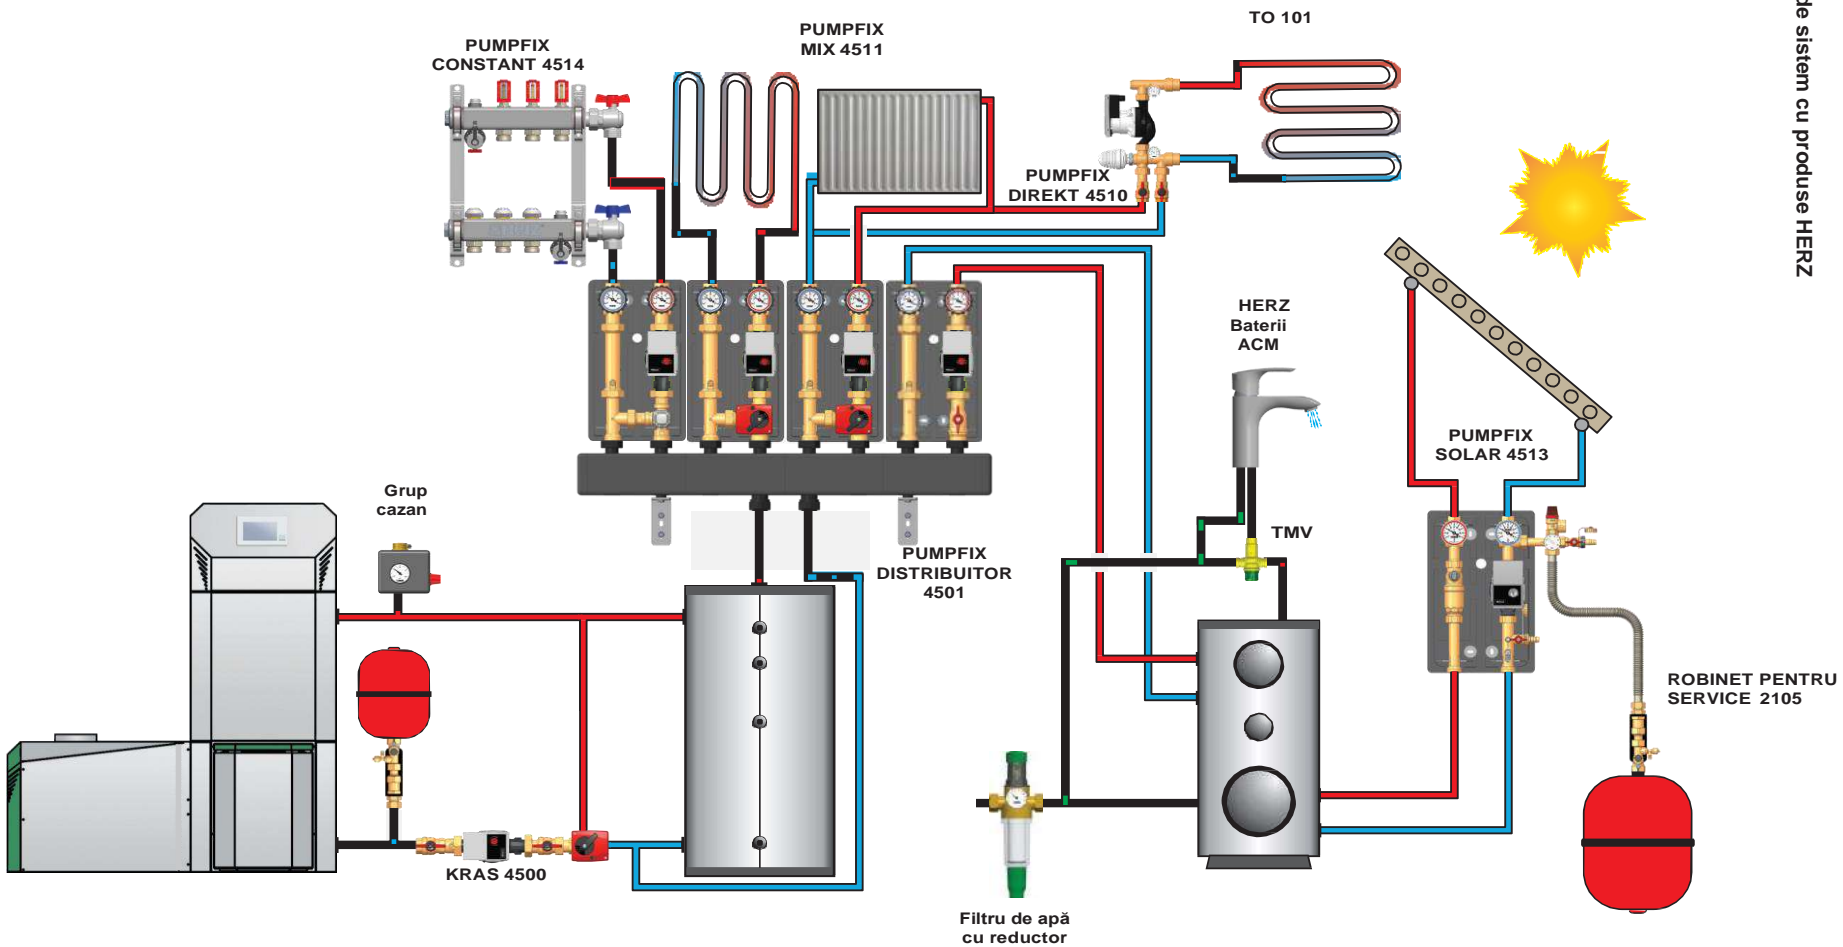 TO 101
PUMPFIX
MIX 4511
PUMPFIX
CONSTANT 4514
de sistem cu produse HERZ
PUMPFIX
DIREKT 4510
HERZ
Baterii
ACM
PUMPFIX
SOLAR 4513
Grup
cazan
TMV
PUMPFIX
DISTRIBUITOR
4501
ROBINET PENTRU
SERVICE 2105
KRAS 4500
Filtru de apă
cu reductor